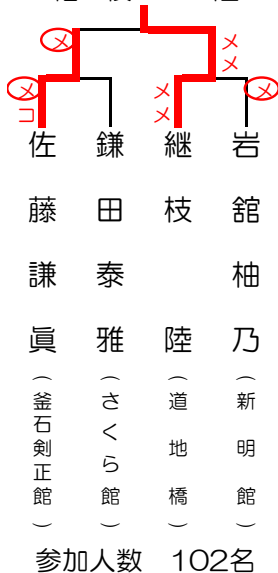 メ
メ
メ
メ
コ
メ
メ
メ
佐藤謙眞（釜石剣正館）
鎌田泰雅（さくら館）
継枝陸（道地橋）
岩舘柚乃（新明館）
参加人数 102名